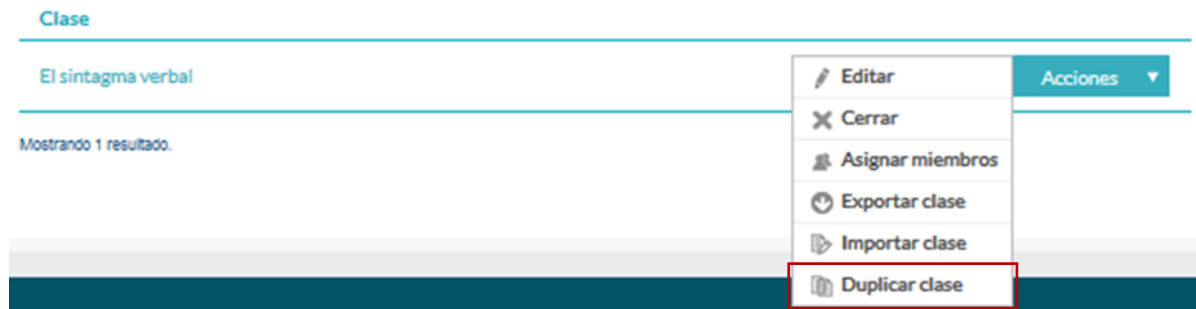 Clase
El sintagma verbal
Acciones
Editar
Cerrar
Asignar miembros
Exportar clase
Importar clase
Duplicar clase
Mostrando 1 resultado.